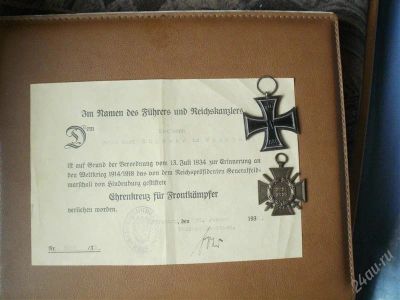 Im Namen des Führers und Reichskanzlers
Dem
ist auf Grund der Verordnung vom 13. Juli 1934 zur Erinnerung an
den Weltkrieg 1914/1918 das von dem Reichspräsidenten Generalfeld-
marschall von Hindenburg gestiftete
Ehrenkreuz für Frontkämpfer
verliehen worden.
193
Nr.
24au.ru